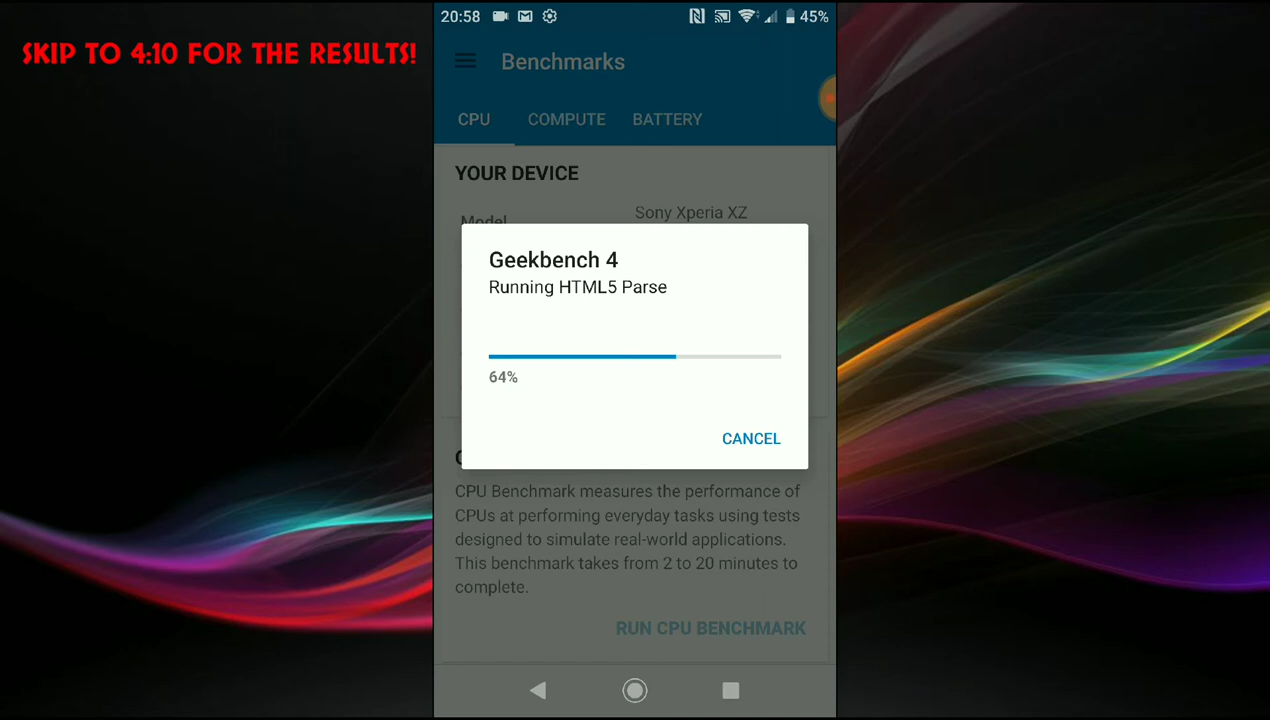 20:58
45%
SKIP TO 4:10 FOR THE RESULTS!
Benchmarks
CPU COMPUTE BATTERY
YOUR DEVICE
Model Sony Xperia XZ
Geekbench 4
Running HTML5 Parse
64%
CANCEL
CPU Benchmark measures the performance of
CPUs at performing everyday tasks using tests
designed to simulate real-world applications.
This benchmark takes from 2 to 20 minutes to
complete.
RUN CPU BENCHMARK